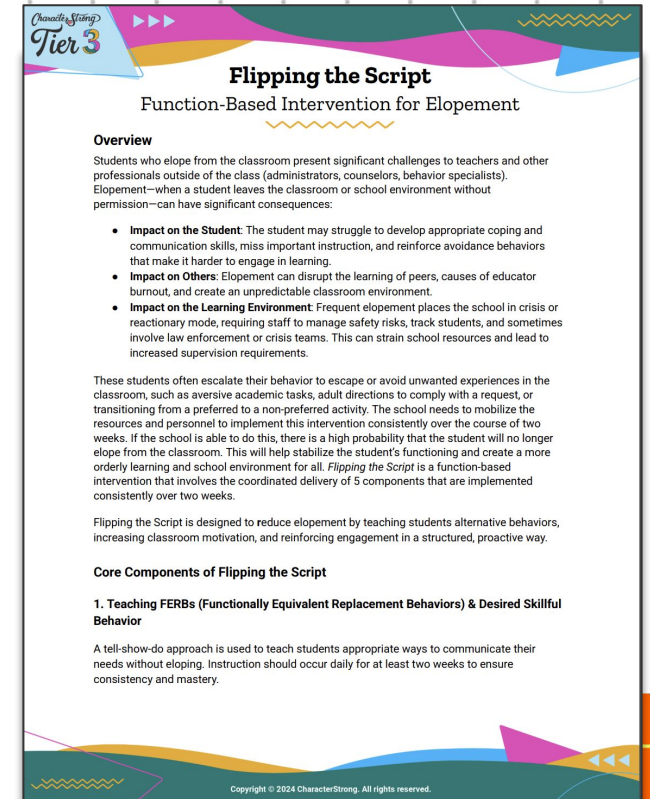 CharacterStrong
Tier 3
Flipping the Script
Function-Based Intervention for Elopement
Overview
Students who elope from the classroom present significant challenges to teachers and other
professionals outside of the class (administrators, counselors, behavior specialists).
Elopement—when a student leaves the classroom or school environment without
permission—can have significant consequences:
● Impact on the Student: The student may struggle to develop appropriate coping and
communication skills, miss important instruction, and reinforce avoidance behaviors
that make it harder to engage in learning.
● Impact on Others: Elopement can disrupt the learning of peers, causes of educator
burnout, and create an unpredictable classroom environment.
● Impact on the Learning Environment: Frequent elopement places the school in crisis or
reactionary mode, requiring staff to manage safety risks, track students, and sometimes
involve law enforcement or crisis teams. This can strain school resources and lead to
increased supervision requirements.
These students often escalate their behavior to escape or avoid unwanted experiences in the
classroom, such as aversive academic tasks, adult directions to comply with a request, or
transitioning from a preferred to a non-preferred activity. The school needs to mobilize the
resources and personnel to implement this intervention consistently over the course of two
weeks. If the school is able to do this, there is a high probability that the student will no longer
elope from the classroom. This will help stabilize the student's functioning and create a more
orderly learning and school environment for all. Flipping the Script is a function-based
intervention that involves the coordinated delivery of 5 components that are implemented
consistently over two weeks.
Flipping the Script is designed to reduce elopement by teaching students alternative behaviors,
increasing classroom motivation, and reinforcing engagement in a structured, proactive way.
Core Components of Flipping the Script
1. Teaching FERBs (Functionally Equivalent Replacement Behaviors) & Desired Skillful
Behavior
A tell-show-do approach is used to teach students appropriate ways to communicate their
needs without eloping. Instruction should occur daily for at least two weeks to ensure
consistency and mastery.
Copyright © 2024 CharacterStrong. All rights reserved.